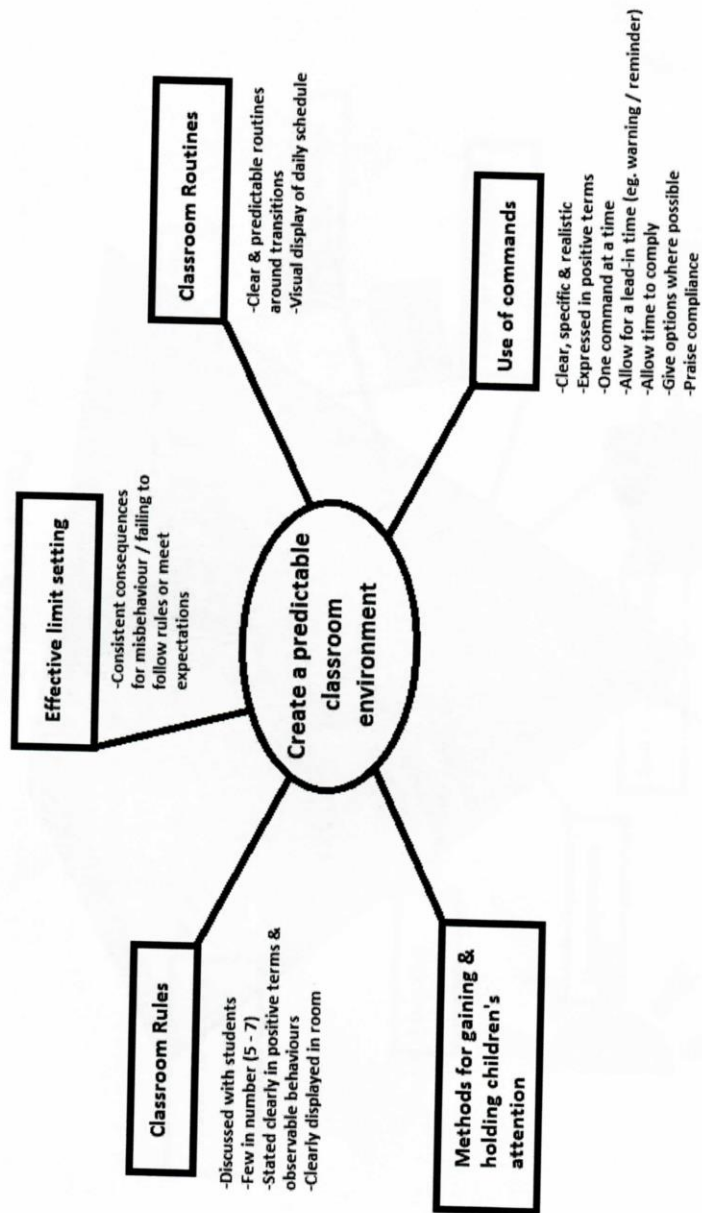 Create a predictable
classroom
environment
Classroom Rules
-Discussed with students
-Few in number (5 - 7)
-Stated clearly in positive terms &
observable behaviours
-Clearly displayed in room
Effective limit setting
-Consistent consequences
for misbehaviour / failing to
follow rules or meet
expectations
Classroom Routines
-Clear & predictable routines
around transitions
-Visual display of daily schedule
Methods for gaining &
holding children's
attention
Use of commands
-Clear, specific & realistic
-Expressed in positive terms
-One command at a time
-Allow for a lead-in time (eg. warning / reminder)
-Allow time to comply
-Give options where possible
-Praise compliance